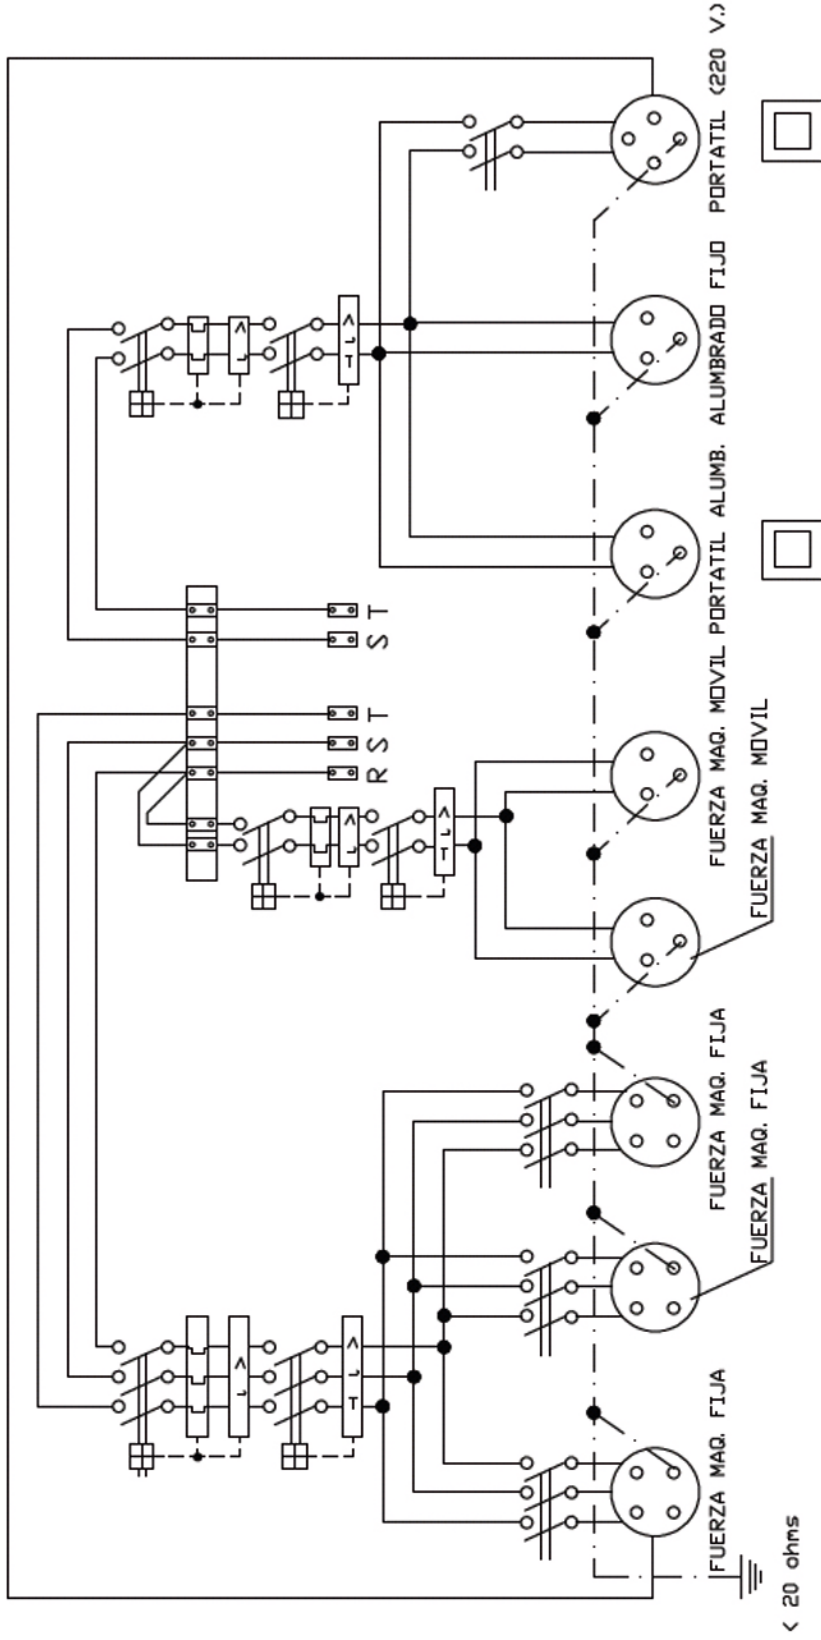 R S T S T
FUERZA MAQ. FIJA
FUERZA MAQ. FIJA
FUERZA MAQ. MOVIL
PORTATIL ALUMB.
ALUMBRADO FIJO
PORTATIL (220 V.)
FUERZA MAQ. FIJA
FUERZA MAQ. MOVIL
< 20 ohms